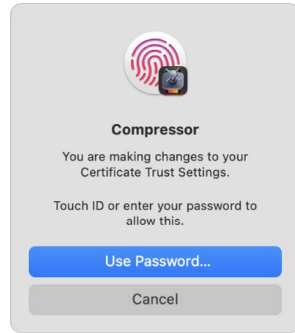 Compressor
You are making changes to your
Certificate Trust Settings.
Touch ID or enter your password to
allow this.
Use Password...
Cancel